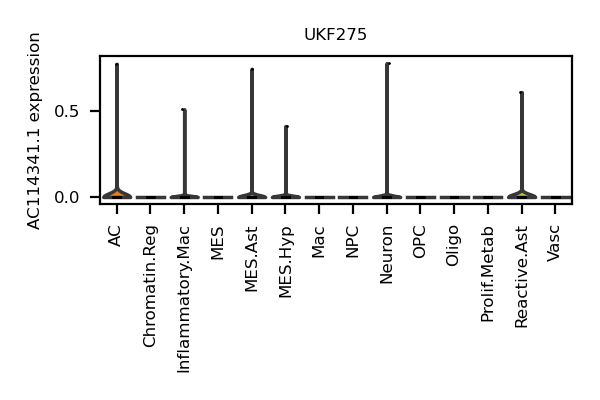 UKF275
AC114341.1 expression
0.5
0.0
AC
Chromatin.Reg
Inflammatory.Mac
MES
MES.Ast
MES.Hyp
Mac
NPC
Neuron
OPC
Oligo
Prolif.Metab
Reactive.Ast
Vasc